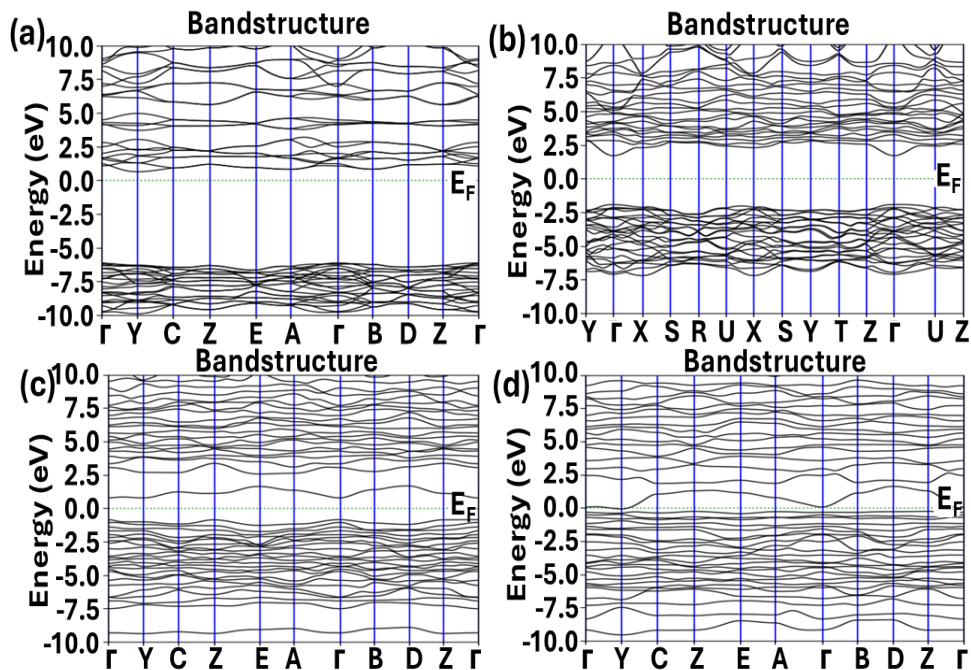 (a) Bandstructure
Energy (eV)
10.0
7.5
5.0
2.5
0.0
-2.5
-5.0
-7.5
-10.0
E_F
Γ Y C Z E A Γ B D Z Γ
(b) Bandstructure
Energy (eV)
10.0
7.5
5.0
2.5
0.0
-2.5
-5.0
-7.5
-10.0
E_F
Y Γ X S R U X S Y T Z Γ U Z
(c) Bandstructure
Energy (eV)
10.0
7.5
5.0
2.5
0.0
-2.5
-5.0
-7.5
-10.0
E_F
Γ Y C Z E A Γ B D Z Γ
(d) Bandstructure
Energy (eV)
10.0
7.5
5.0
2.5
0.0
-2.5
-5.0
-7.5
-10.0
E_F
Γ Y C Z E A Γ B D Z Γ